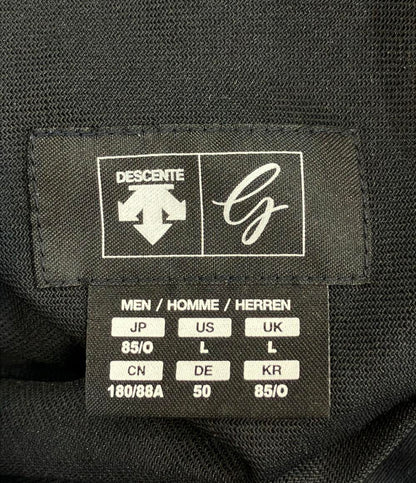 DESCENTE
G
MEN / HOMME / HERREN
JP US UK
85/O L L
CN DE KR
180/88A 50 85/O